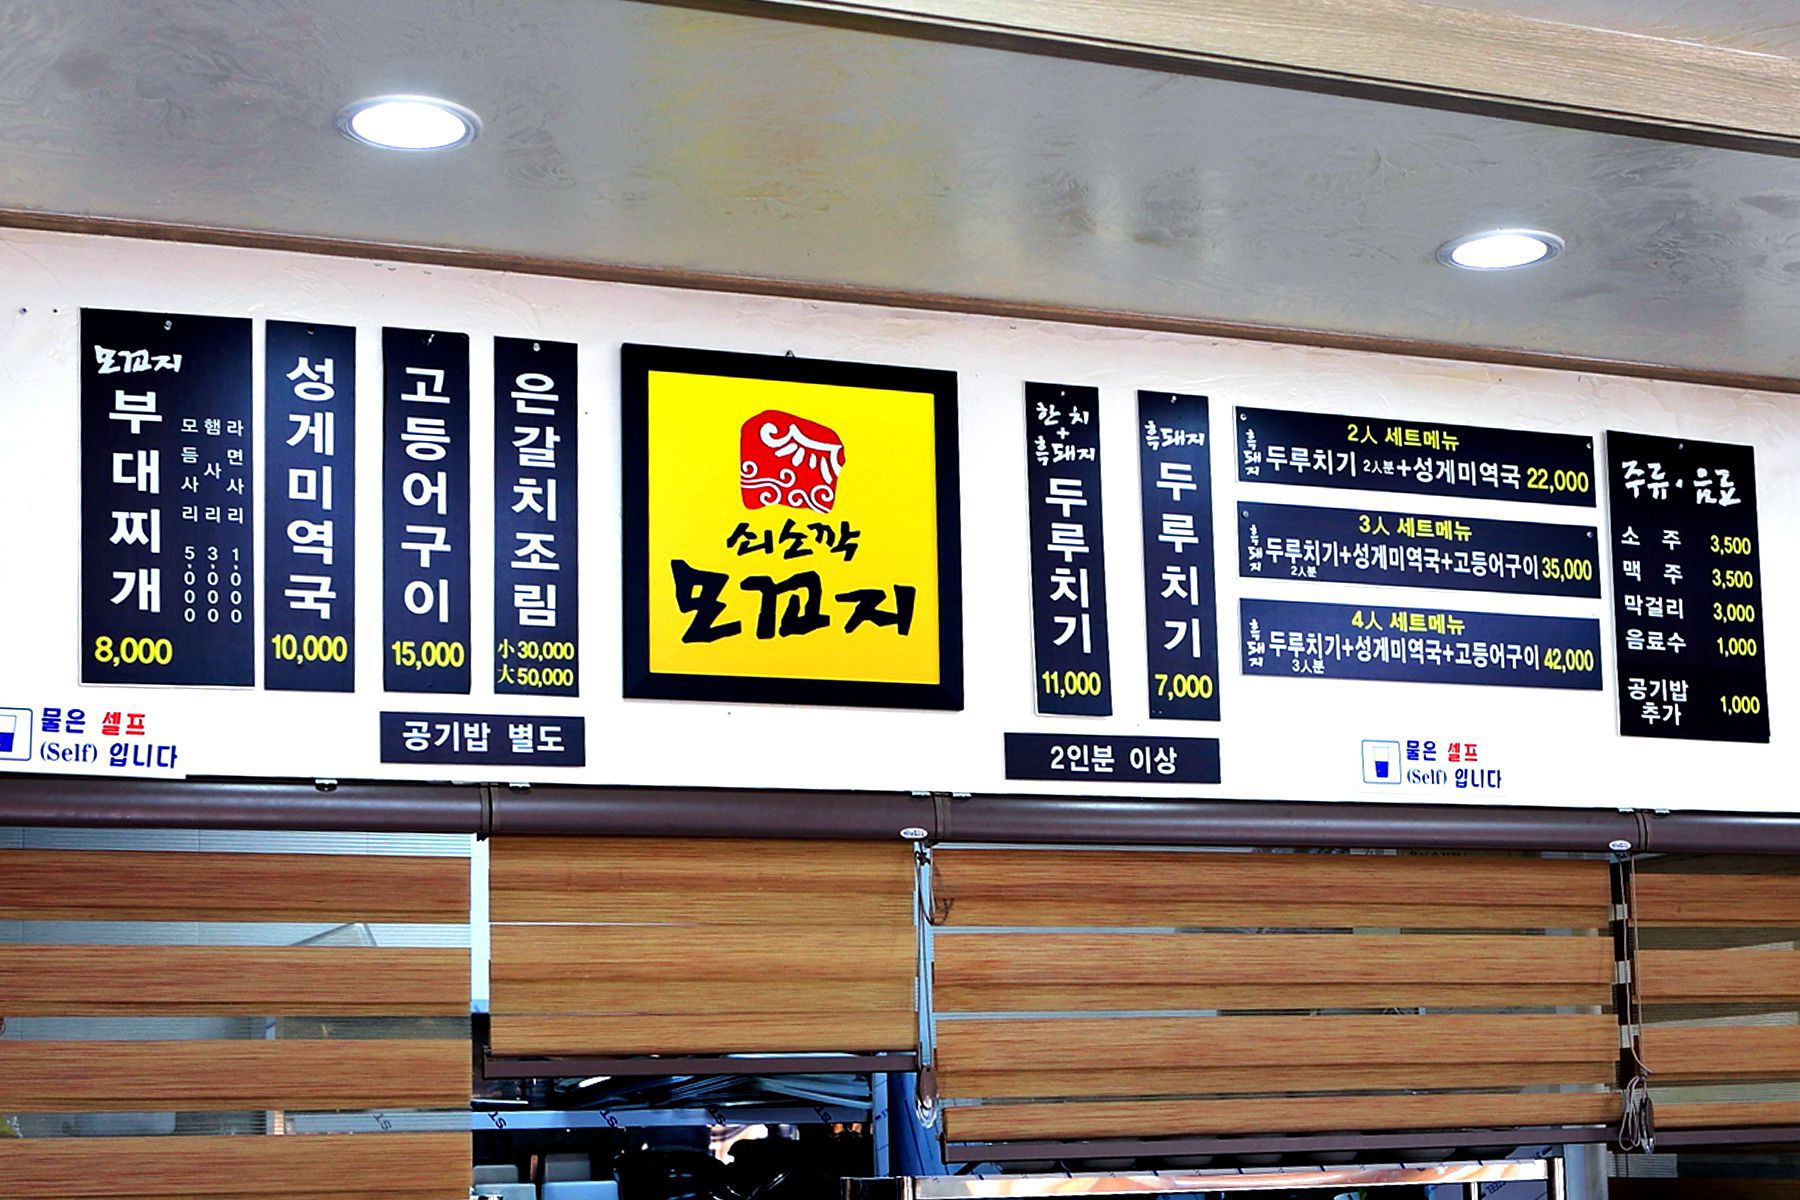 모꼬지
부대찌개
8,000
모듬사리 5,000
햄사리 3,000
라면사리 1,000
성게미역국
10,000
고등어구이
15,000
은갈치조림
小 30,000
大 50,000
공기밥 별도
물은 셀프
(Self) 입니다
쇠소깍
모꼬지
한치
+
흑돼지
두루치기
11,000
흑돼지
두루치기
7,000
2인분 이상
2人 세트메뉴
흑돼지 두루치기 2人분+성게미역국 22,000
3人 세트메뉴
흑돼지 두루치기+성게미역국+고등어구이 35,000
2人분
4人 세트메뉴
흑돼지 두루치기+성게미역국+고등어구이 42,000
3人분
물은 셀프
(Self) 입니다
주류·음료
소주 3,500
맥주 3,500
막걸리 3,000
음료수 1,000
공기밥
추가 1,000